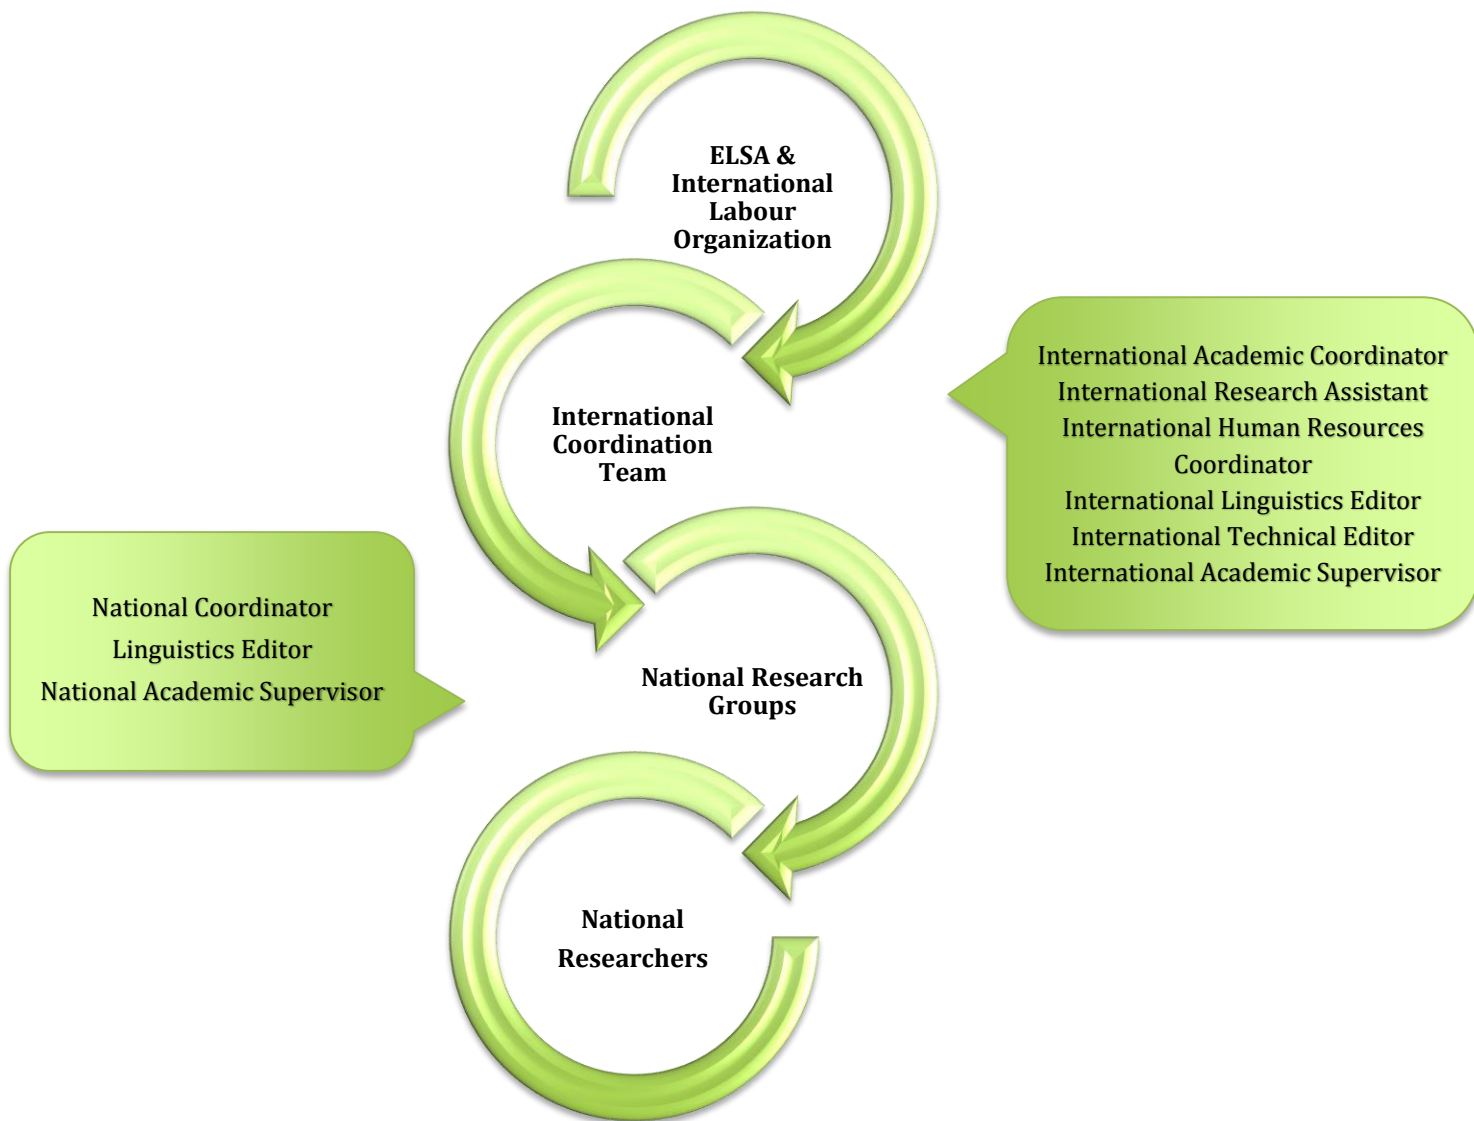 ELSA &
International
Labour
Organization
International Academic Coordinator
International Research Assistant
International Human Resources
Coordinator
International Linguistics Editor
International Technical Editor
International Academic Supervisor
International
Coordination
Team
National Coordinator
Linguistics Editor
National Academic Supervisor
National Research
Groups
National
Researchers